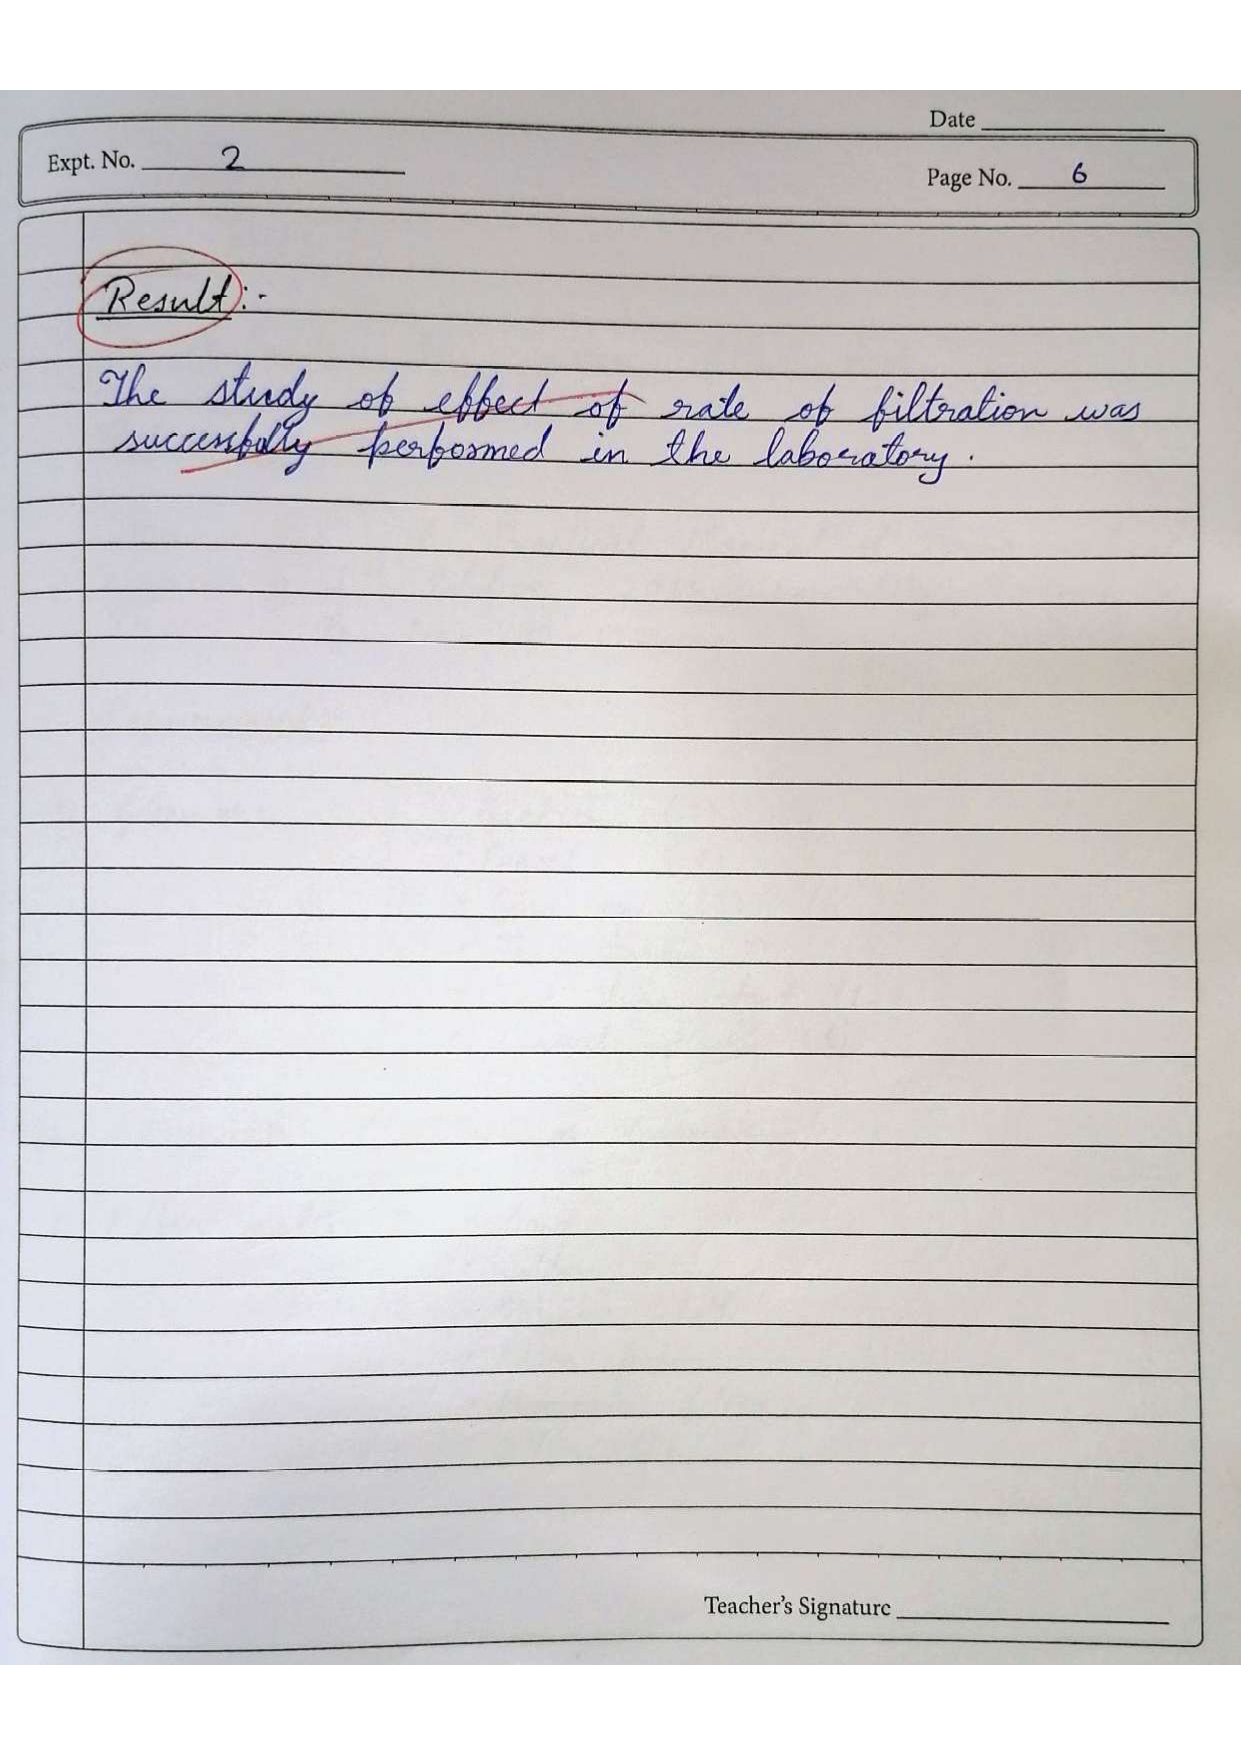 Date
Expt. No. 2
Page No. 6
Result:-
The study of effect of rate of filtration was
successfully performed in the laboratory.
Teacher's Signature